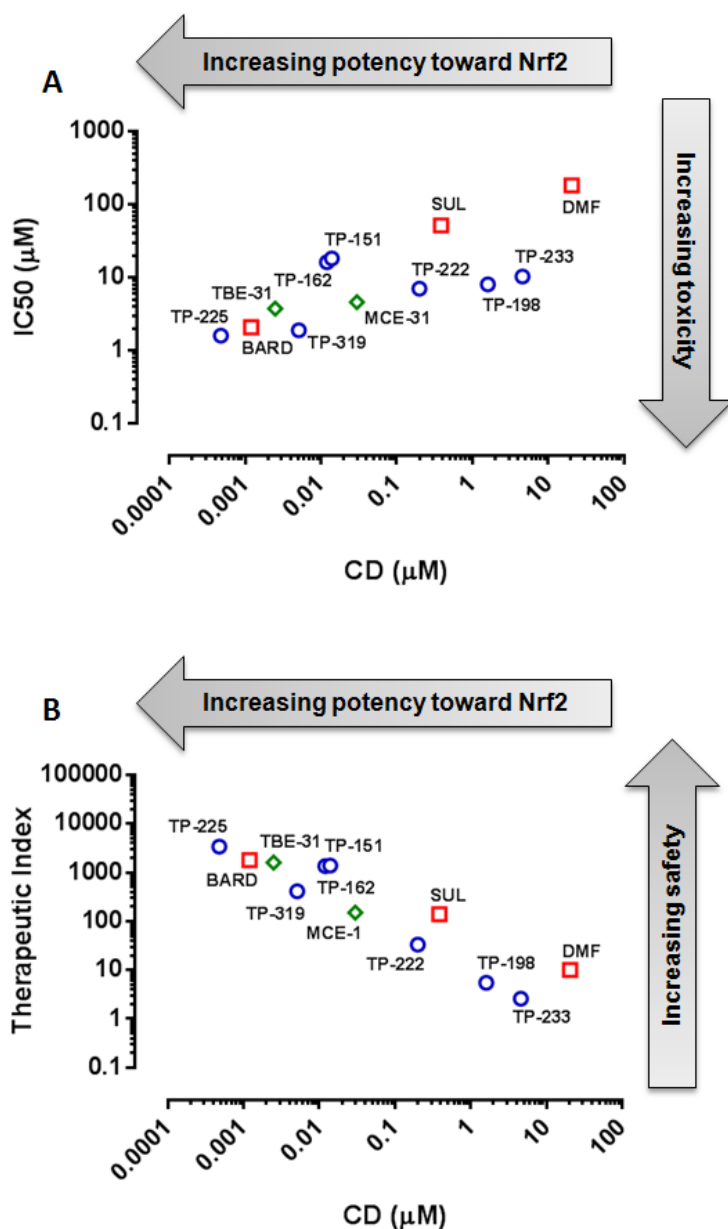 Increasing potency toward Nrf2
A
1000
100
10
1
0.1
IC50 (µM)
SUL
DMF
TP-151
TP-162
TP-222
TP-233
TBE-31
TP-225
MCE-31
TP-198
BARD
TP-319
Increasing toxicity
0.0001
0.001
0.01
0.1
1
10
100
CD (µM)
Increasing potency toward Nrf2
B
100000
10000
1000
100
10
1
0.1
Therapeutic Index
TP-225
TBE-31
TP-151
BARD
TP-162
SUL
TP-319
MCE-1
TP-222
TP-198
DMF
TP-233
Increasing safety
0.0001
0.001
0.01
0.1
1
10
100
CD (µM)